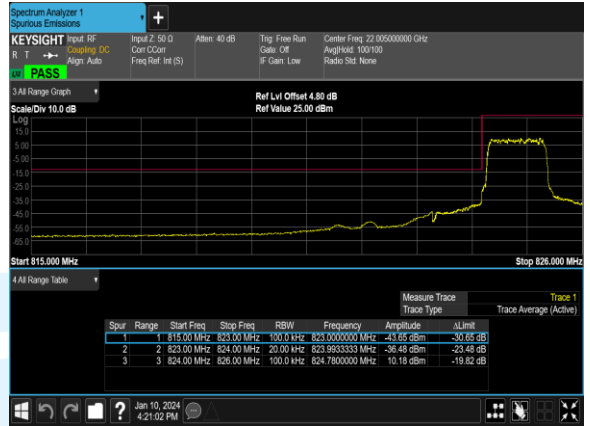 Spectrum Analyzer 1
Spurious Emissions
+
KEYSIGHT Input: RF Input Z: 50 Ω Atten: 40 dB Trig: Free Run Center Freq: 22.005000000 GHz
R T Coupling: DC Corr CCorr Gate: Off Avg|Hold: 100/100
Align: Auto Freq Ref: Int (S) IF Gain: Low Radio Std: None
PASS
3 All Range Graph
Ref Lvl Offset 4.80 dB
Scale/Div 10.0 dB Ref Value 25.00 dBm
Log
15.0
5.00
-5.00
-15.0
-25.0
-35.0
-45.0
-55.0
-65.0
Start 815.000 MHz Stop 826.000 MHz
4 All Range Table
Measure Trace Trace 1
Trace Type Trace Average (Active)
Spur Range Start Freq Stop Freq RBW Frequency Amplitude ΔLimit
1 1 815.00 MHz 823.00 MHz 100.0 kHz 823.0000000 MHz -43.65 dBm -30.65 dB
2 2 823.00 MHz 824.00 MHz 20.00 kHz 823.9933333 MHz -36.48 dBm -23.48 dB
3 3 824.00 MHz 826.00 MHz 100.0 kHz 824.7800000 MHz 10.18 dBm -19.82 dB
? Jan 10, 2024
4:21:02 PM